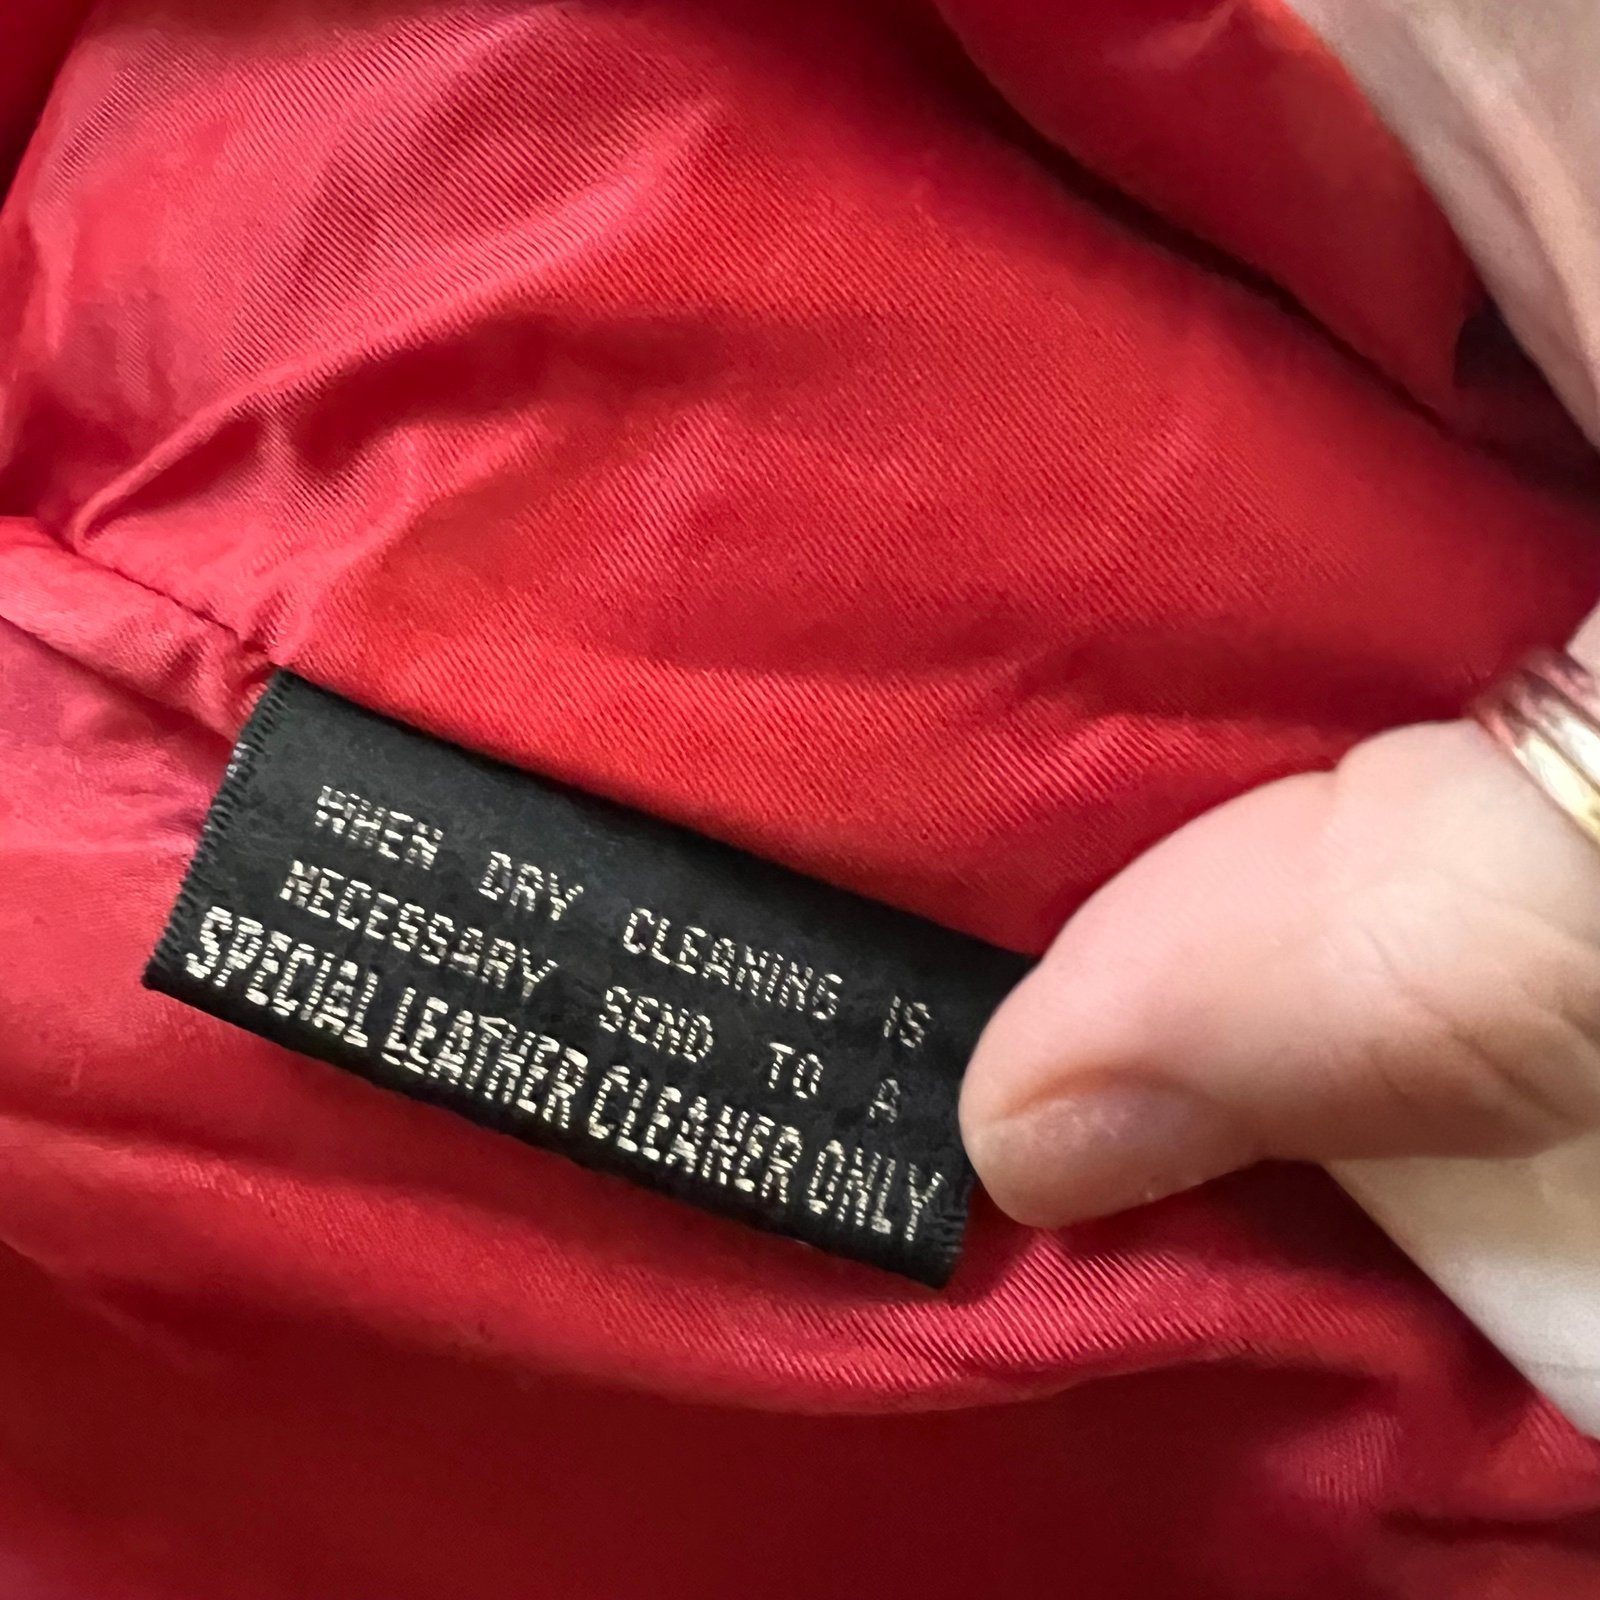 WHEN DRY CLEANING IS
NECESSARY SEND TO A
SPECIAL LEATHER CLEANER ONLY